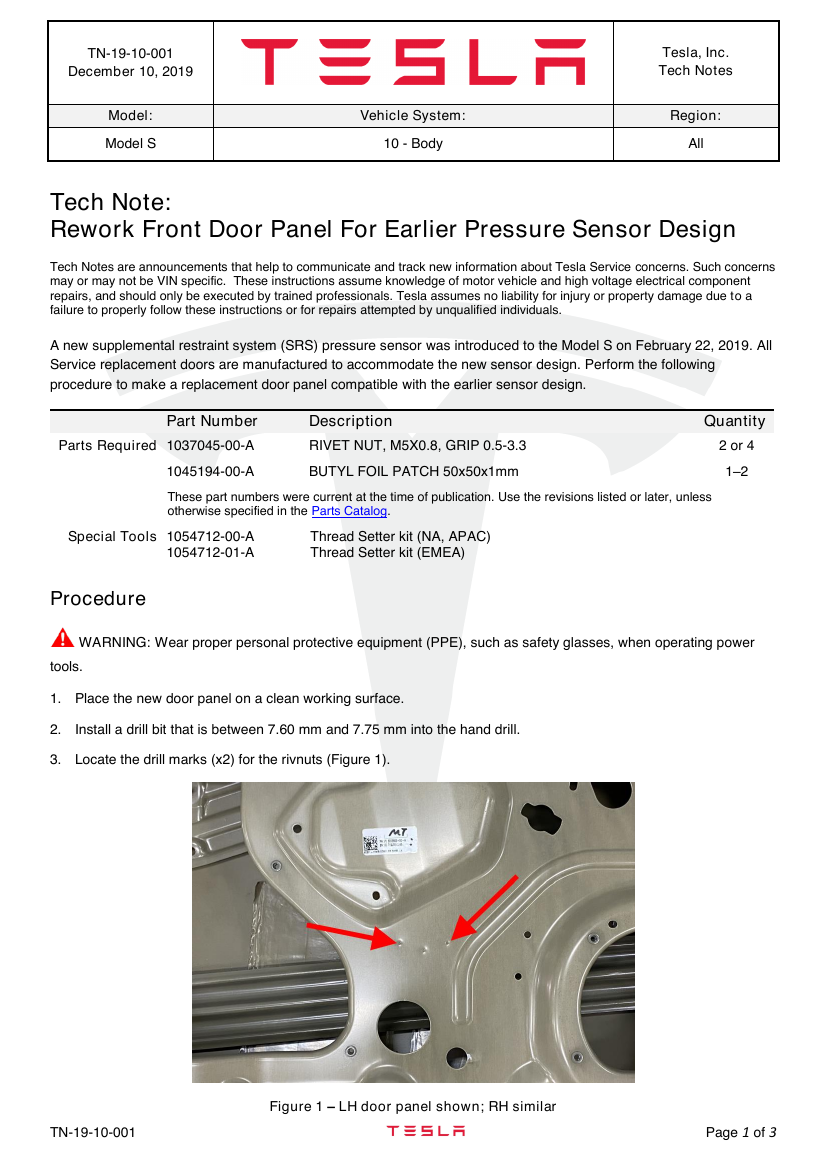 TN-19-10-001
December 10, 2019
TESLA
Tesla, Inc.
Tech Notes
Model:
Vehicle System:
Region:
Model S
10 - Body
All
Tech Note:
Rework Front Door Panel For Earlier Pressure Sensor Design
Tech Notes are announcements that help to communicate and track new information about Tesla Service concerns. Such concerns
may or may not be VIN specific.  These instructions assume knowledge of motor vehicle and high voltage electrical component
repairs, and should only be executed by trained professionals. Tesla assumes no liability for injury or property damage due to a
failure to properly follow these instructions or for repairs attempted by unqualified individuals.
A new supplemental restraint system (SRS) pressure sensor was introduced to the Model S on February 22, 2019. All
Service replacement doors are manufactured to accommodate the new sensor design. Perform the following
procedure to make a replacement door panel compatible with the earlier sensor design.
Part Number Description Quantity
Parts Required 1037045-00-A RIVET NUT, M5X0.8, GRIP 0.5-3.3 2 or 4
1045194-00-A BUTYL FOIL PATCH 50x50x1mm 1–2
These part numbers were current at the time of publication. Use the revisions listed or later, unless
otherwise specified in the Parts Catalog.
Special Tools 1054712-00-A Thread Setter kit (NA, APAC)
1054712-01-A Thread Setter kit (EMEA)
Procedure
WARNING: Wear proper personal protective equipment (PPE), such as safety glasses, when operating power
tools.
1. Place the new door panel on a clean working surface.
2. Install a drill bit that is between 7.60 mm and 7.75 mm into the hand drill.
3. Locate the drill marks (x2) for the rivnuts (Figure 1).
MT
Figure 1 – LH door panel shown; RH similar
TN-19-10-001
TESLA
Page 1 of 3